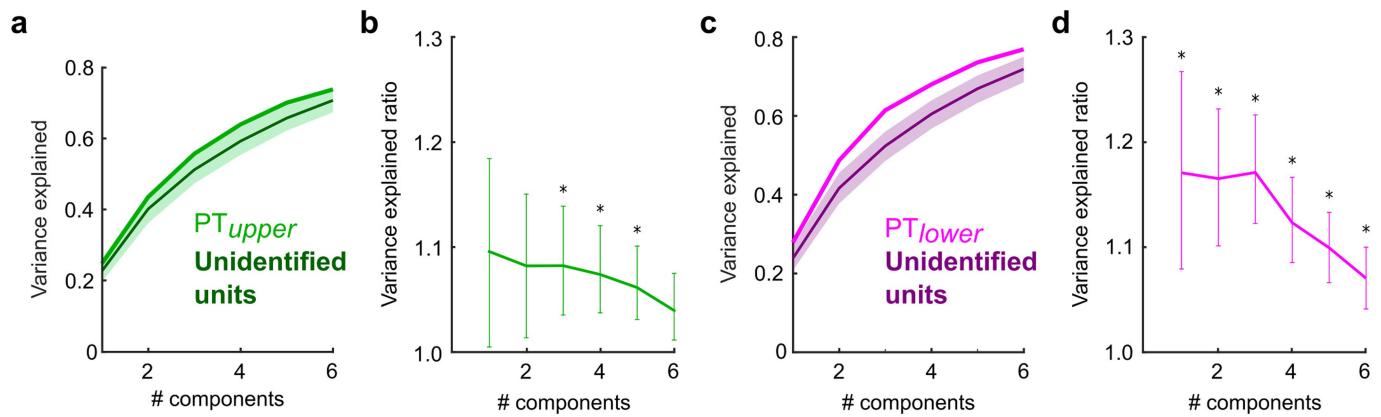 a
Variance explained
0.8
0.6
0.4
0.2
0
2
4
6
# components
PTupper
Unidentified
units
b
Variance explained ratio
1.3
1.2
1.1
1.0
*
*
*
2
4
6
# components
c
Variance explained
0.8
0.6
0.4
0.2
0
2
4
6
# components
PTlower
Unidentified
units
d
Variance explained ratio
1.3
1.2
1.1
1.0
*
*
*
*
*
*
2
4
6
# components